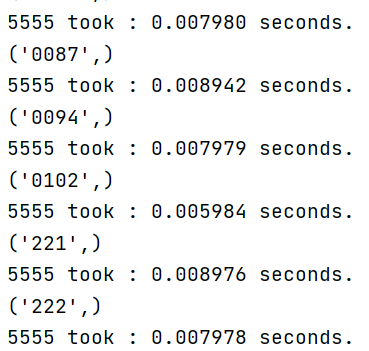 5555 took : 0.007980 seconds.
('0087',)
5555 took : 0.008942 seconds.
('0094',)
5555 took : 0.007979 seconds.
('0102',)
5555 took : 0.005984 seconds.
('221',)
5555 took : 0.008976 seconds.
('222',)
5555 took : 0.007978 seconds.